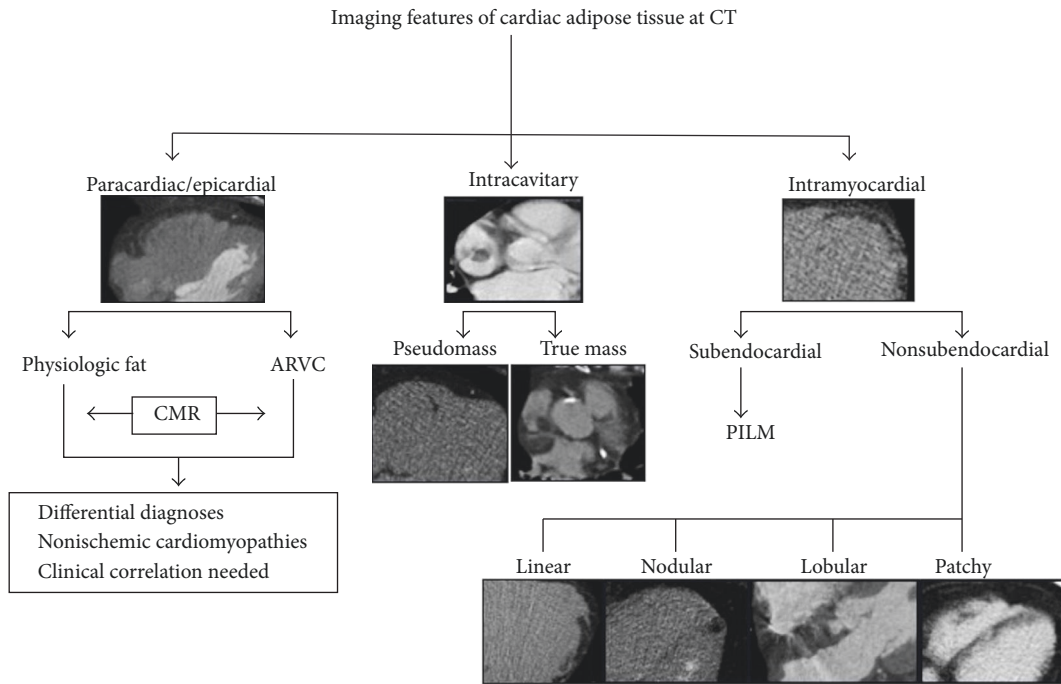 Imaging features of cardiac adipose tissue at CT
Paracardiac/epicardial
Intracavitary
Intramyocardial
Physiologic fat
ARVC
CMR
Differential diagnoses
Nonischemic cardiomyopathies
Clinical correlation needed
Pseudomass
True mass
Subendocardial
Nonsubendocardial
PILM
Linear
Nodular
Lobular
Patchy